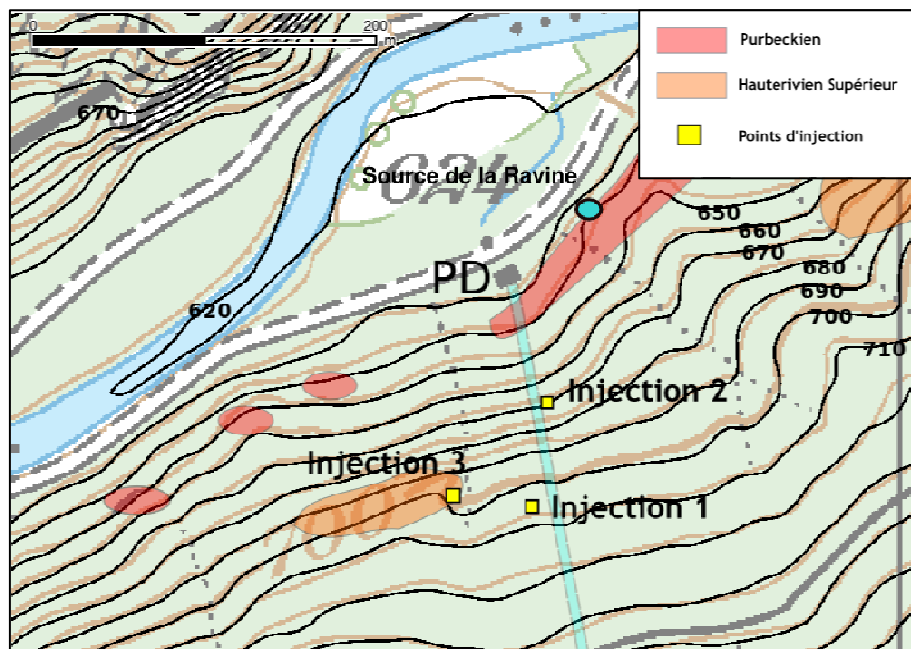 0
200
m
Purbeckien
Hauterivien Supérieur
Points d'injection
670
624
Source de la Ravine
650
660
670
680
690
700
710
PD
620
Injection 2
Injection 3
Injection 1
700